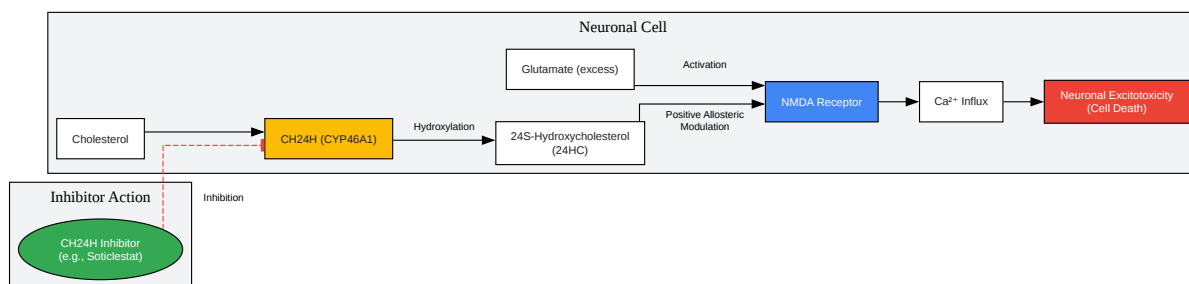 Neuronal Cell
Glutamate (excess)
Activation
NMDA Receptor
Ca²⁺ Influx
Neuronal Excitotoxicity
(Cell Death)
Positive Allosteric
Modulation
Cholesterol
CH24H (CYP46A1)
Hydroxylation
24S-Hydroxycholesterol
(24HC)
Inhibitor Action
Inhibition
CH24H Inhibitor
(e.g., Soticlestat)